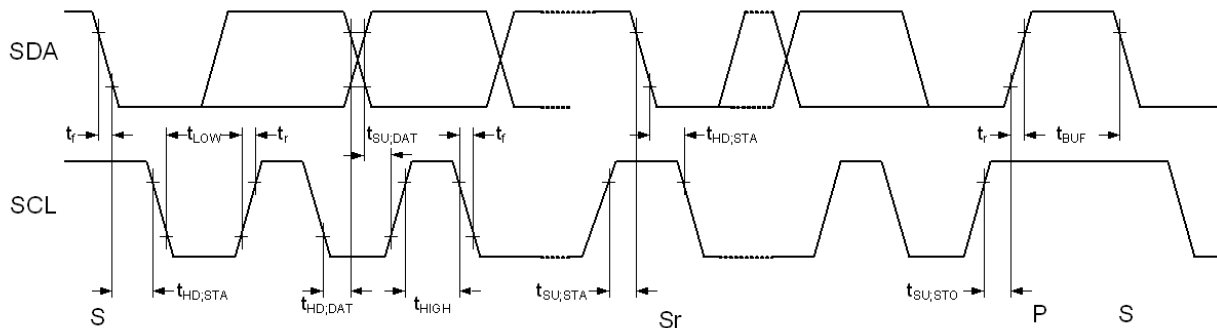 SDA
tf tLOW tr tSU;DAT tf tHD;STA tr tBUF
SCL
tHD;STA tHD;DAT tHIGH tSU;STA tSU;STO
S Sr P S